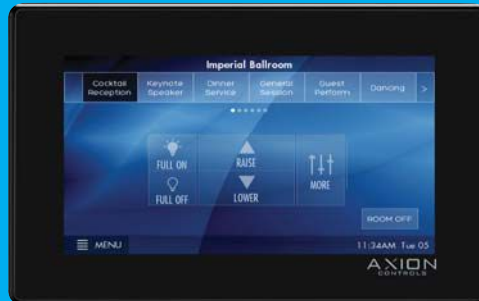 Imperial Ballroom
Cocktail Reception
Keynote Speaker
Dinner Service
General Session
Guest Perform
Dancing
>
FULL ON
RAISE
FULL OFF
LOWER
MORE
ROOM OFF
MENU
11:34AM Tue 05
AXION
CONTROLS